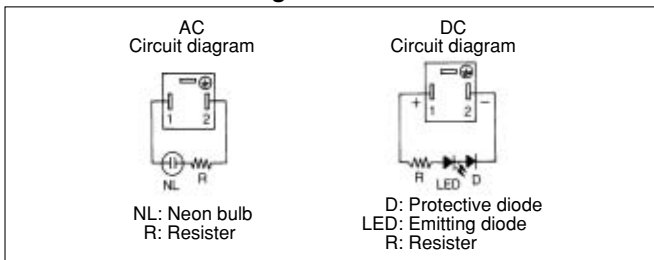 AC
Circuit diagram
1 2
NL R
NL: Neon bulb
R: Resister
DC
Circuit diagram
+ −
1 2
R LED D
D: Protective diode
LED: Emitting diode
R: Resister